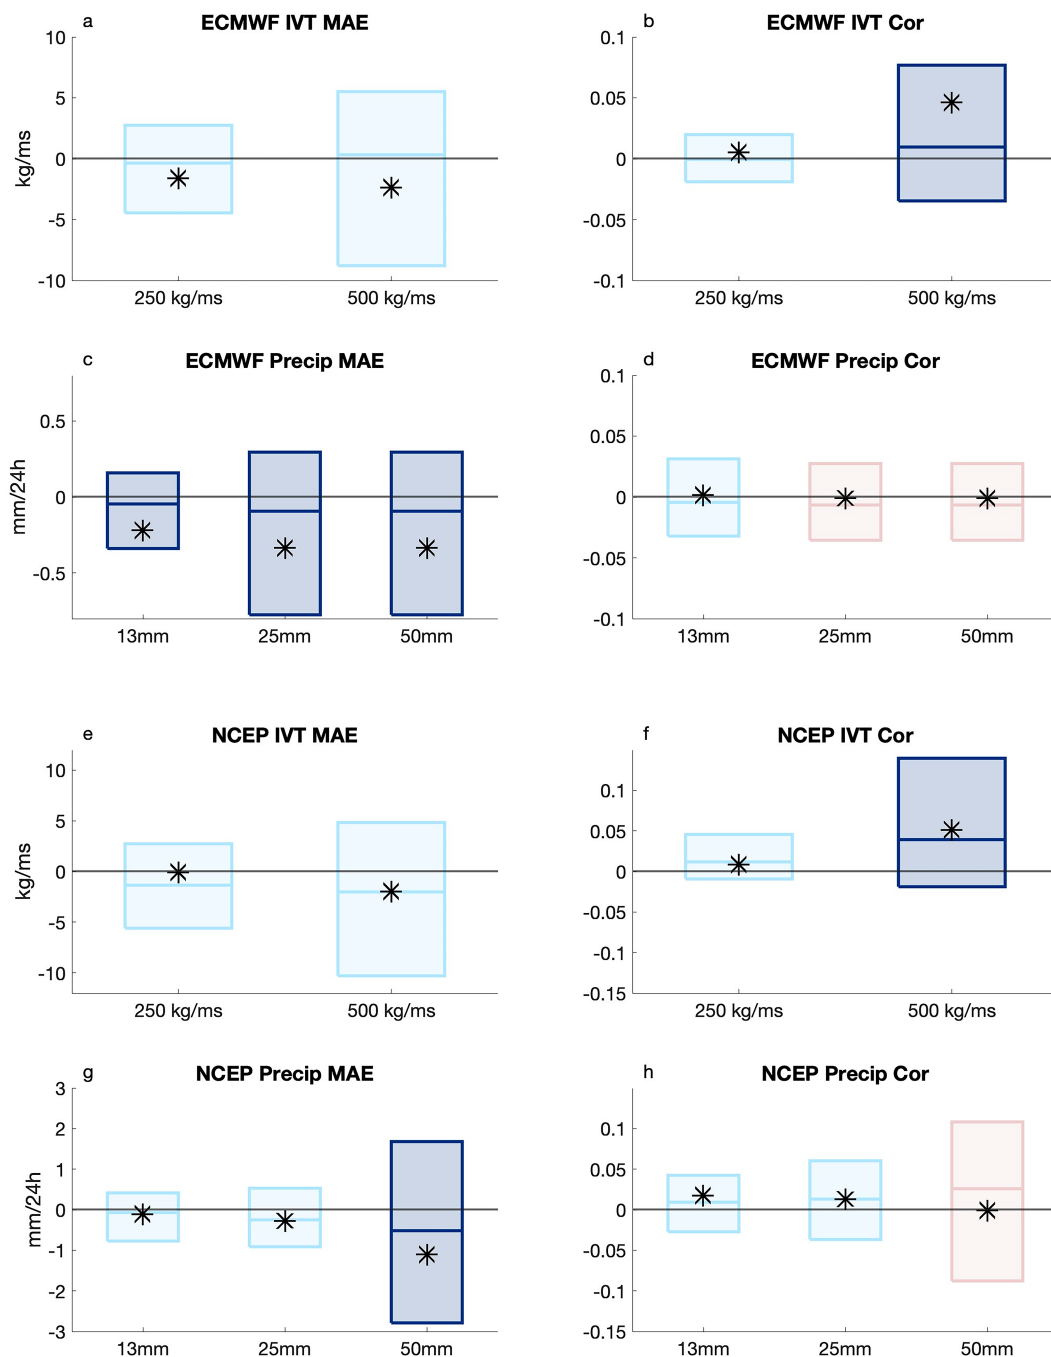 a
ECMWF IVT MAE
10
5
0
-5
-10
kg/ms
250 kg/ms
500 kg/ms
b
ECMWF IVT Cor
0.1
0.05
0
-0.05
-0.1
250 kg/ms
500 kg/ms
c
ECMWF Precip MAE
0.5
0
-0.5
mm/24h
13mm
25mm
50mm
d
ECMWF Precip Cor
0.1
0.05
0
-0.05
-0.1
13mm
25mm
50mm
e
NCEP IVT MAE
10
5
0
-5
-10
kg/ms
250 kg/ms
500 kg/ms
f
NCEP IVT Cor
0.1
0.05
0
-0.05
-0.1
-0.15
250 kg/ms
500 kg/ms
g
NCEP Precip MAE
3
2
1
0
-1
-2
-3
mm/24h
13mm
25mm
50mm
h
NCEP Precip Cor
0.1
0.05
0
-0.05
-0.1
-0.15
13mm
25mm
50mm